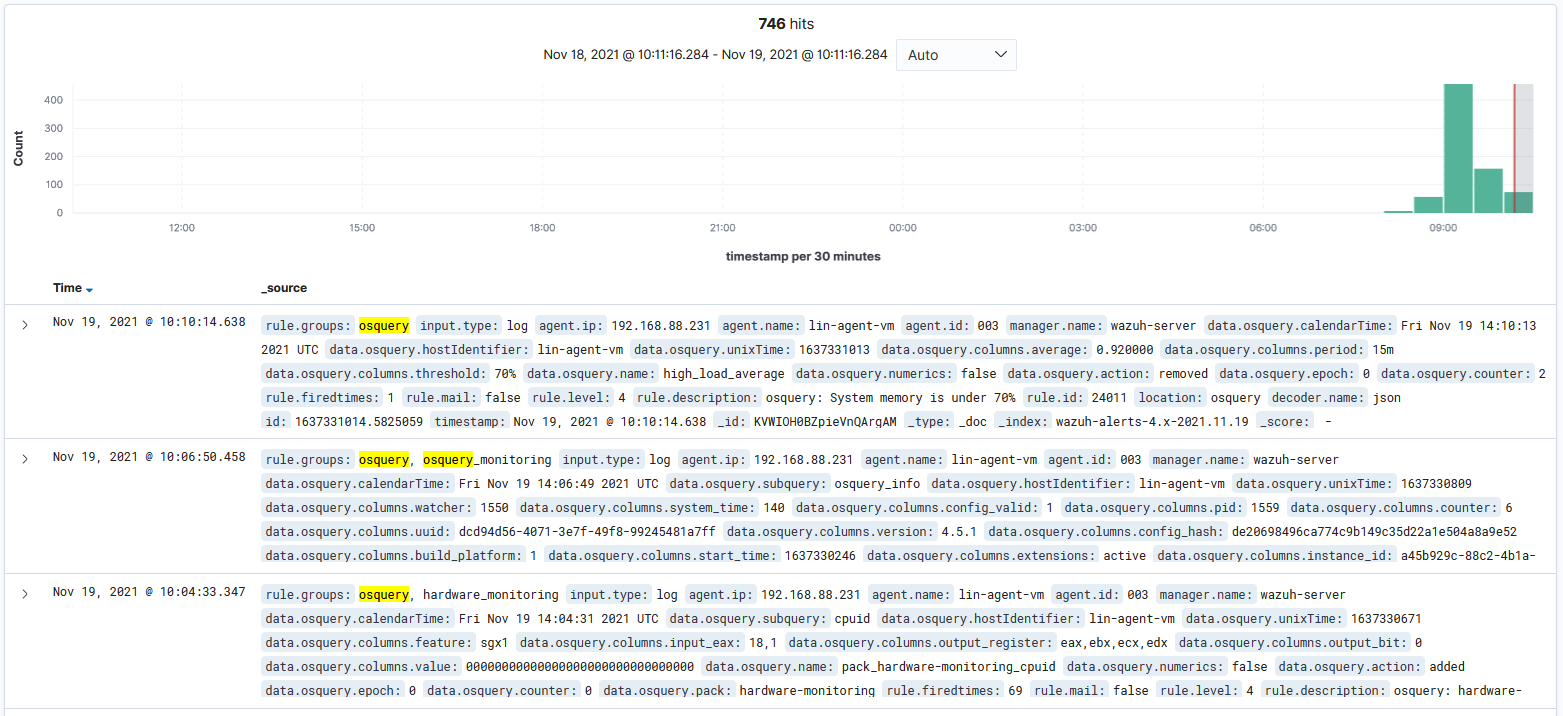 746 hits
Nov 18, 2021 @ 10:11:16.284 - Nov 19, 2021 @ 10:11:16.284 Auto
Count
400
300
200
100
0
12:00 15:00 18:00 21:00 00:00 03:00 06:00 09:00
timestamp per 30 minutes
Time _source
Nov 19, 2021 @ 10:10:14.638 rule.groups: osquery input.type: log agent.ip: 192.168.88.231 agent.name: lin-agent-vm agent.id: 003 manager.name: wazuh-server data.osquery.calendarTime: Fri Nov 19 14:10:13
2021 UTC data.osquery.hostIdentifier: lin-agent-vm data.osquery.unixTime: 1637331013 data.osquery.columns.average: 0.920000 data.osquery.columns.period: 15m
data.osquery.columns.threshold: 70% data.osquery.name: high_load_average data.osquery.numerics: false data.osquery.action: removed data.osquery.epoch: 0 data.osquery.counter: 2
rule.firedtimes: 1 rule.mail: false rule.level: 4 rule.description: osquery: System memory is under 70% rule.id: 24011 location: osquery decoder.name: json
id: 1637331014.5825059 timestamp: Nov 19, 2021 @ 10:10:14.638 _id: KVWIOH0BZpieVnQArgAM _type: _doc _index: wazuh-alerts-4.x-2021.11.19 _score: -
Nov 19, 2021 @ 10:06:50.458 rule.groups: osquery, osquery_monitoring input.type: log agent.ip: 192.168.88.231 agent.name: lin-agent-vm agent.id: 003 manager.name: wazuh-server
data.osquery.calendarTime: Fri Nov 19 14:06:49 2021 UTC data.osquery.subquery: osquery_info data.osquery.hostIdentifier: lin-agent-vm data.osquery.unixTime: 1637330809
data.osquery.columns.watcher: 1550 data.osquery.columns.system_time: 140 data.osquery.columns.config_valid: 1 data.osquery.columns.pid: 1559 data.osquery.columns.counter: 6
data.osquery.columns.uuid: dcd94d56-4071-3e7f-49f8-99245481a7ff data.osquery.columns.version: 4.5.1 data.osquery.columns.config_hash: de20698496ca774c9b149c35d22a1e504a8a9e52
data.osquery.columns.build_platform: 1 data.osquery.columns.start_time: 1637330246 data.osquery.columns.extensions: active data.osquery.columns.instance_id: a45b929c-88c2-4b1a-
Nov 19, 2021 @ 10:04:33.347 rule.groups: osquery, hardware_monitoring input.type: log agent.ip: 192.168.88.231 agent.name: lin-agent-vm agent.id: 003 manager.name: wazuh-server
data.osquery.calendarTime: Fri Nov 19 14:04:31 2021 UTC data.osquery.subquery: cpuid data.osquery.hostIdentifier: lin-agent-vm data.osquery.unixTime: 1637330671
data.osquery.columns.feature: sgx1 data.osquery.columns.input_eax: 18,1 data.osquery.columns.output_register: eax,ebx,ecx,edx data.osquery.columns.output_bit: 0
data.osquery.columns.value: 00000000000000000000000000000000 data.osquery.name: pack_hardware-monitoring_cpuid data.osquery.numerics: false data.osquery.action: added
data.osquery.epoch: 0 data.osquery.counter: 0 data.osquery.pack: hardware-monitoring rule.firedtimes: 69 rule.mail: false rule.level: 4 rule.description: osquery: hardware-